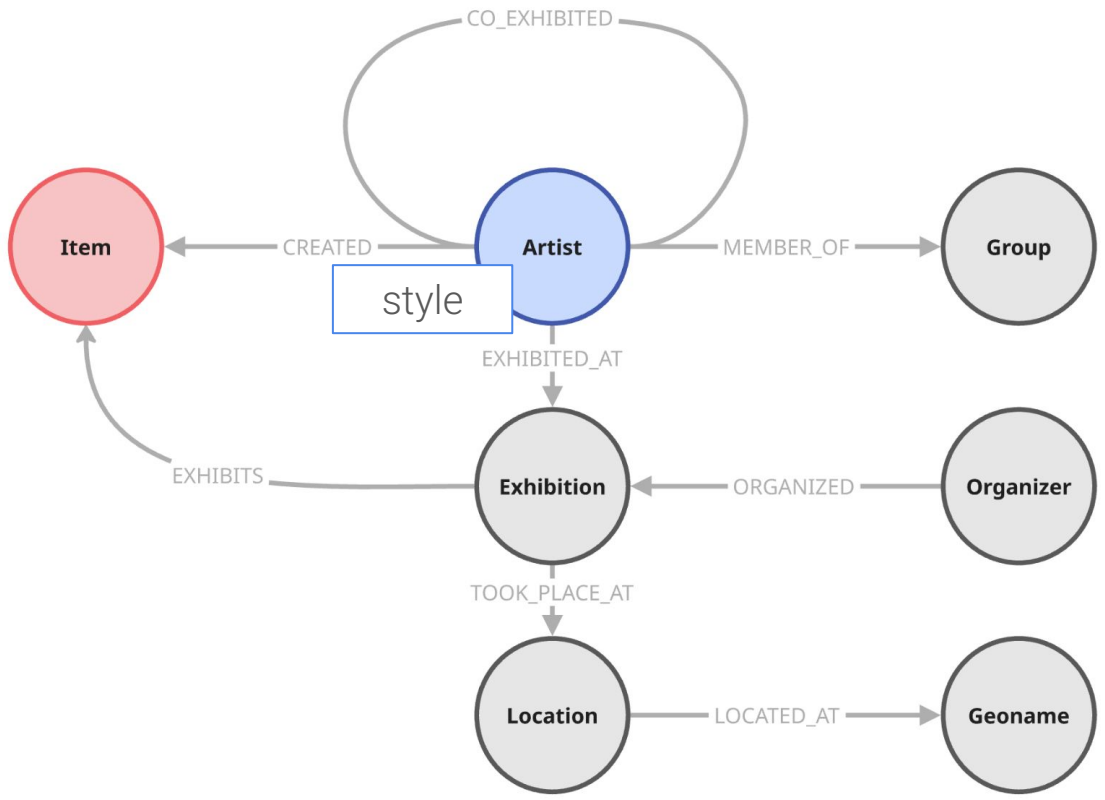 CO_EXHIBITED
Item
CREATED
Artist
MEMBER_OF
Group
style
EXHIBITED_AT
EXHIBITS
Exhibition
ORGANIZED
Organizer
TOOK_PLACE_AT
Location
LOCATED_AT
Geoname